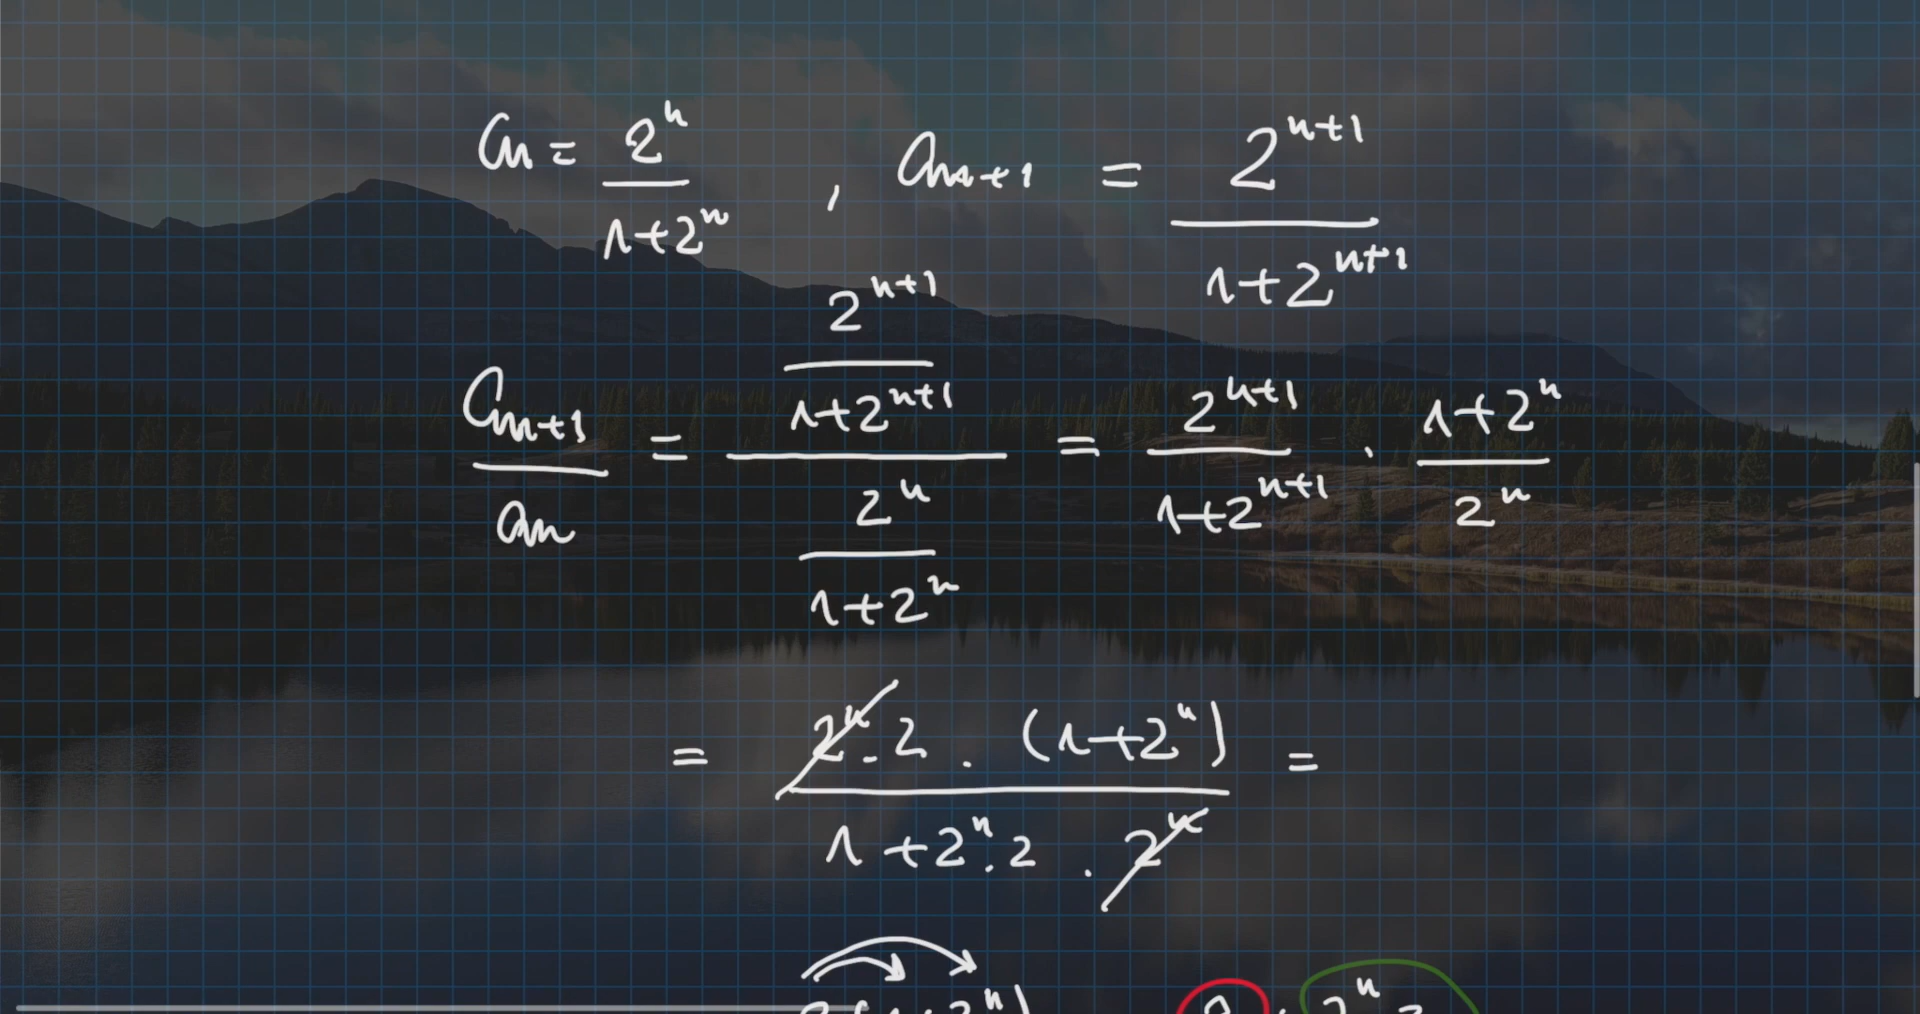 an = 2^n / (1+2^n) , an+1 = 2^(n+1) / (1+2^(n+1))
an+1 / an = (2^(n+1) / (1+2^(n+1))) / (2^n / (1+2^n)) = 2^(n+1) / (1+2^(n+1)) · (1+2^n) / 2^n
= 2^n · 2 · (1+2^n) / (1+2^n · 2 · 2^n) =